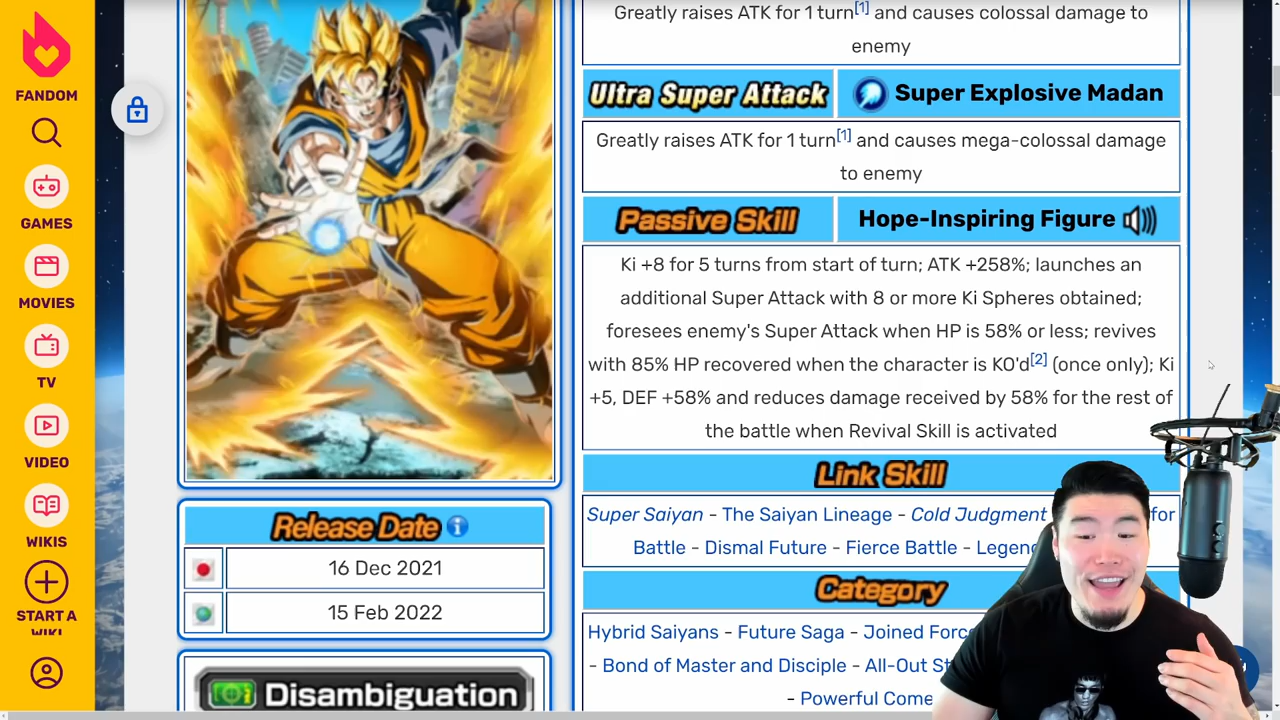 FANDOM
GAMES
MOVIES
TV
VIDEO
WIKIS
START A
WIKI
Release Date
16 Dec 2021
15 Feb 2022
Disambiguation
Greatly raises ATK for 1 turn[1] and causes colossal damage to
enemy
Ultra Super Attack
Super Explosive Madan
Greatly raises ATK for 1 turn[1] and causes mega-colossal damage
to enemy
Passive Skill
Hope-Inspiring Figure
Ki +8 for 5 turns from start of turn; ATK +258%; launches an
additional Super Attack with 8 or more Ki Spheres obtained;
foresees enemy's Super Attack when HP is 58% or less; revives
with 85% HP recovered when the character is KO'd[2] (once only); Ki
+5, DEF +58% and reduces damage received by 58% for the rest of
the battle when Revival Skill is activated
Link Skill
Super Saiyan - The Saiyan Lineage - Cold Judgment for
Battle - Dismal Future - Fierce Battle - Legen
Category
Hybrid Saiyans - Future Saga - Joined Forc
- Bond of Master and Disciple - All-Out St
- Powerful Come